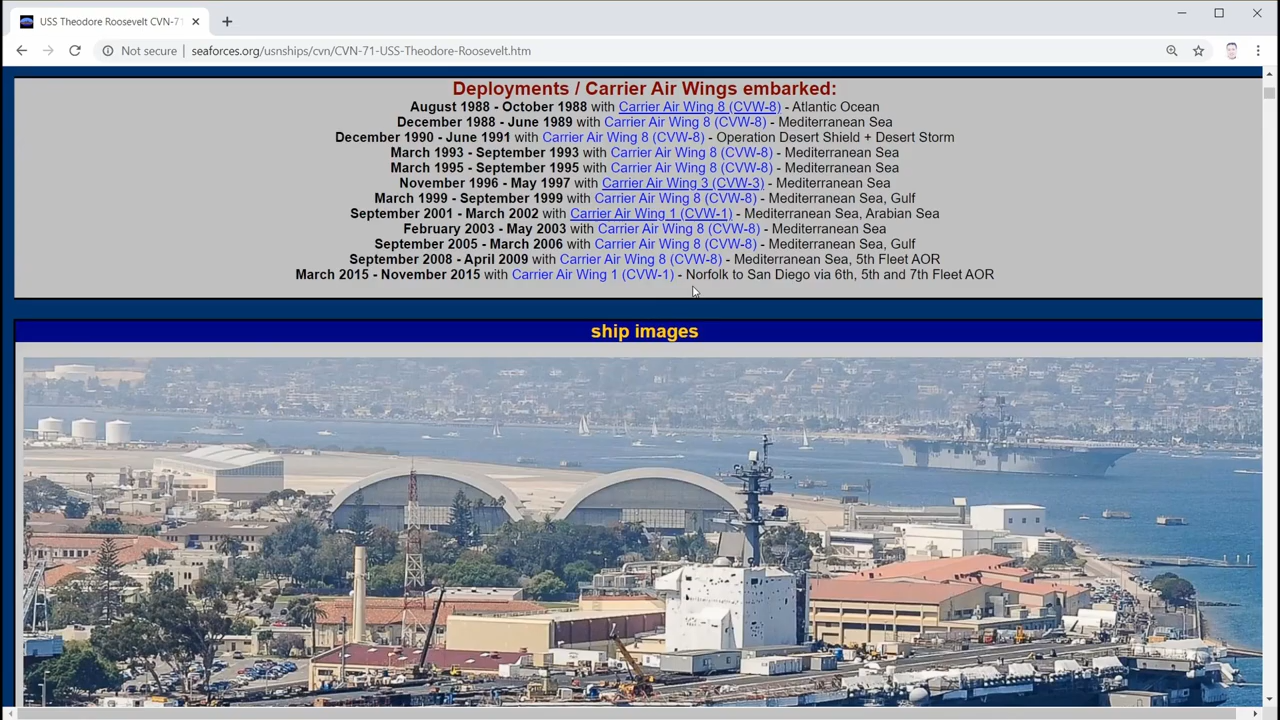 USS Theodore Roosevelt CVN-71
Not secure | seaforces.org/usnships/cvn/CVN-71-USS-Theodore-Roosevelt.htm
Deployments / Carrier Air Wings embarked:
August 1988 - October 1988 with Carrier Air Wing 8 (CVW-8) - Atlantic Ocean
December 1988 - June 1989 with Carrier Air Wing 8 (CVW-8) - Mediterranean Sea
December 1990 - June 1991 with Carrier Air Wing 8 (CVW-8) - Operation Desert Shield + Desert Storm
March 1993 - September 1993 with Carrier Air Wing 8 (CVW-8) - Mediterranean Sea
March 1995 - September 1995 with Carrier Air Wing 8 (CVW-8) - Mediterranean Sea
November 1996 - May 1997 with Carrier Air Wing 3 (CVW-3) - Mediterranean Sea
March 1999 - September 1999 with Carrier Air Wing 8 (CVW-8) - Mediterranean Sea, Gulf
September 2001 - March 2002 with Carrier Air Wing 1 (CVW-1) - Mediterranean Sea, Arabian Sea
February 2003 - May 2003 with Carrier Air Wing 8 (CVW-8) - Mediterranean Sea
September 2005 - March 2006 with Carrier Air Wing 8 (CVW-8) - Mediterranean Sea, Gulf
September 2008 - April 2009 with Carrier Air Wing 8 (CVW-8) - Mediterranean Sea, 5th Fleet AOR
March 2015 - November 2015 with Carrier Air Wing 1 (CVW-1) - Norfolk to San Diego via 6th, 5th and 7th Fleet AOR
ship images